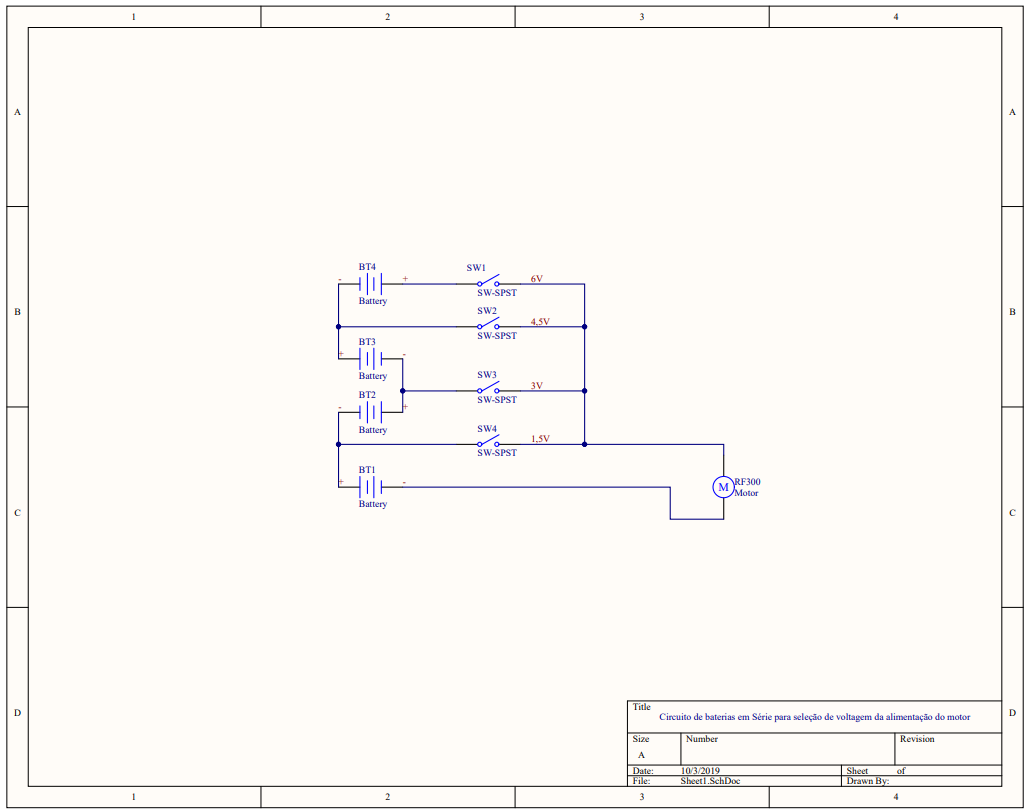 1 2 3 4
A A
B B
C C
D D
BT4
- +
Battery
SW1
6V
SW-SPST
SW2
4,5V
SW-SPST
BT3
+ -
Battery
SW3
3V
SW-SPST
BT2
- +
Battery
SW4
1,5V
SW-SPST
BT1
+ -
Battery
M
RF300
Motor
Title
Circuito de baterias em Série para seleção de voltagem da alimentação do motor
Size Number Revision
A
Date: 10/3/2019 Sheet of
File: Sheet1.SchDoc Drawn By:
1 2 3 4